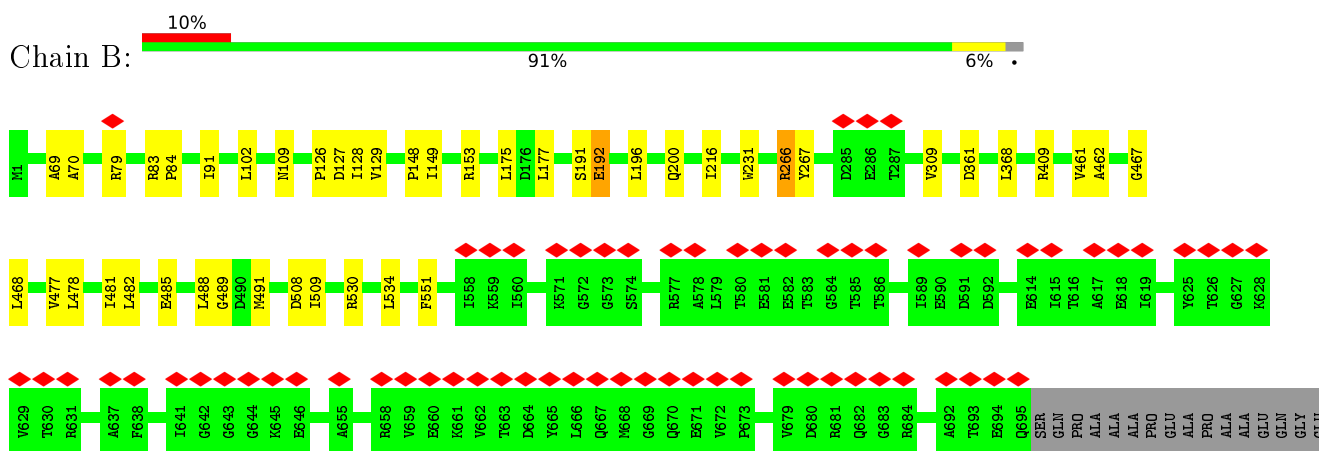 10%
Chain B:
91% 6% •
M1 A69 A70 R79 R83 P84 I91 L102 N109 P126 D127 I128 V129 P148 I149 R153 L175 D176 L177 S191 E192 L196 Q200 I216 W231 R266 Y267 D285 E286 T287 V309 D361 L368 R409 V461 A462 G467
L468 V477 L478 I481 L482 E485 L488 G489 D490 M491 D508 I509 R530 L534 F551 I558 K559 I560 K571 G572 G573 S574 R577 A578 L579 T580 E581 E582 T583 G584 T585 T586 I589 E590 D591 D592 E614 I615 T616 A617 E618 I619 Y625 T626 G627 K628
V629 T630 R631 A637 F638 I641 G642 G643 G644 K645 E646 A655 R658 V659 E660 K661 V662 T663 D664 Y665 L666 Q667 M668 G669 Q670 E671 V672 P673 V679 D680 R681 Q682 G683 R684 A692 T693 E694 Q695 SER GLN PRO ALA ALA ALA ALA PRO GLU ALA PRO ALA ALA GLU GLN GLY